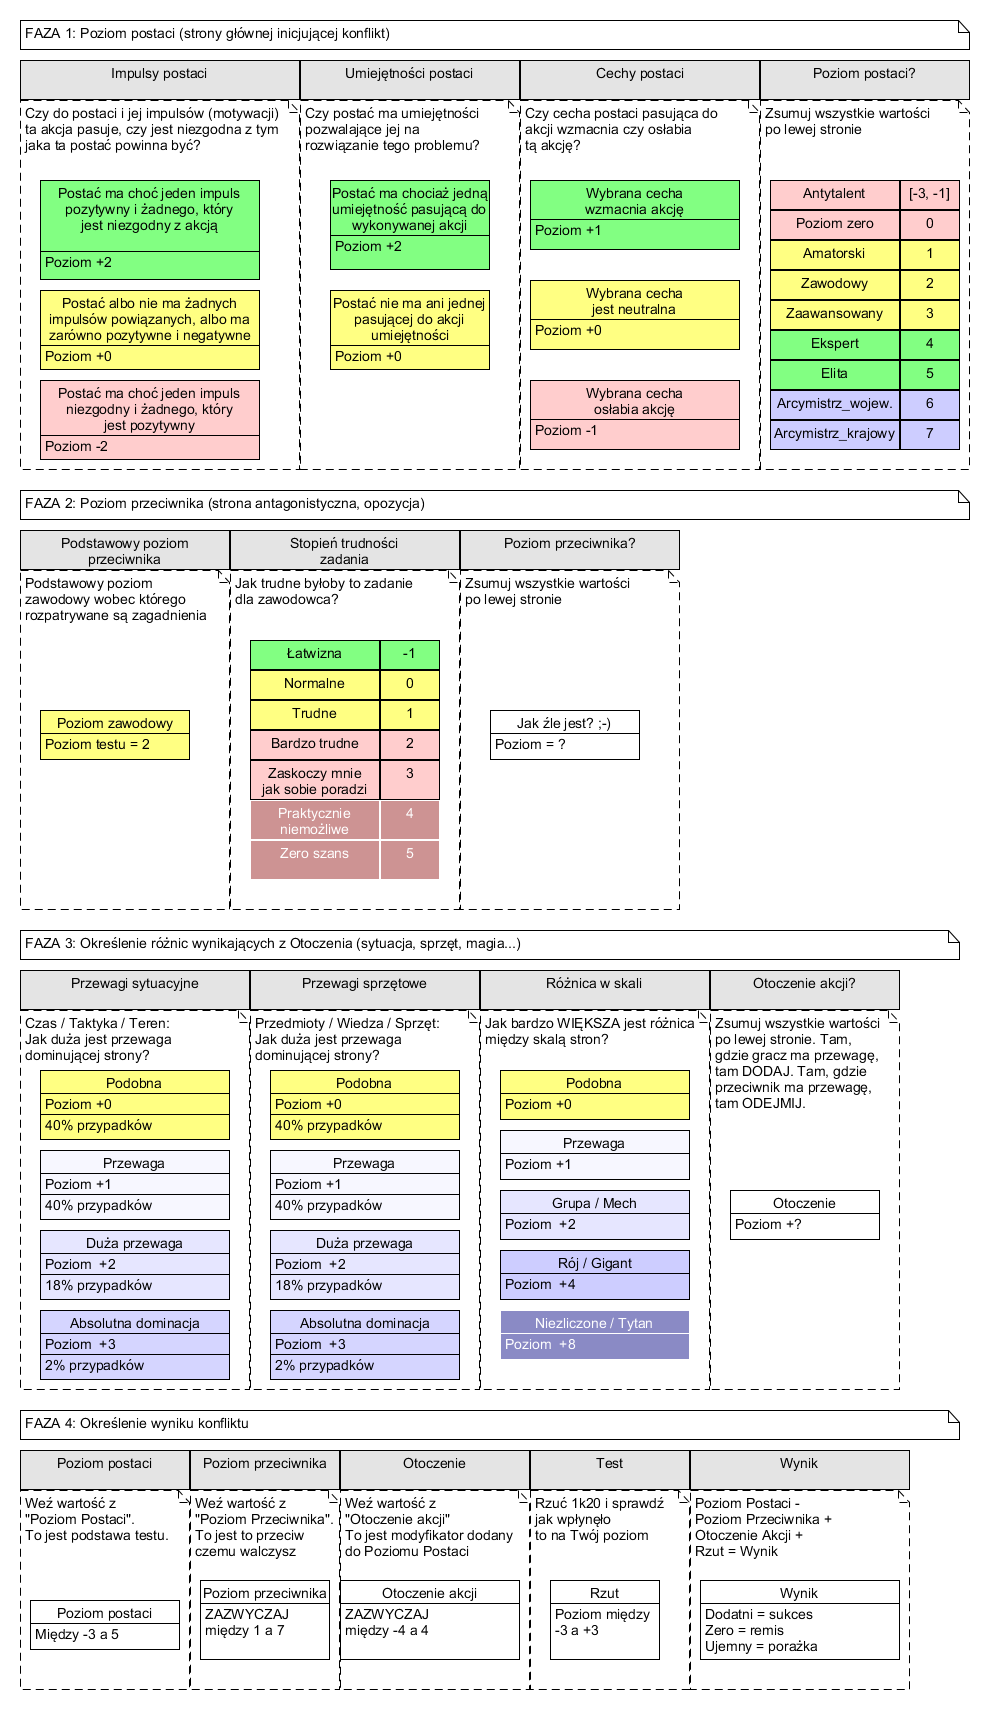 FAZA 1: Poziom postaci (strony głównej inicjującej konflikt)
Impulsy postaci
Umiejętności postaci
Cechy postaci
Poziom postaci?
Czy do postaci i jej impulsów (motywacji)
ta akcja pasuje, czy jest niezgodna z tym
jaka ta postać powinna być?
Postać ma choć jeden impuls
pozytywny i żadnego, który
jest niezgodny z akcją
Poziom +2
Postać albo nie ma żadnych
impulsów powiązanych, albo ma
zarówno pozytywne i negatywne
Poziom +0
Postać ma choć jeden impuls
niezgodny i żadnego, który
jest pozytywny
Poziom -2
Czy postać ma umiejętności
pozwalające jej na
rozwiązanie tego problemu?
Postać ma chociaż jedną
umiejętność pasującą do
wykonywanej akcji
Poziom +2
Postać nie ma ani jednej
pasującej do akcji
umiejętności
Poziom +0
Czy cecha postaci pasująca do
akcji wzmacnia czy osłabia
tą akcję?
Wybrana cecha
wzmacnia akcję
Poziom +1
Wybrana cecha
jest neutralna
Poziom +0
Wybrana cecha
osłabia akcję
Poziom -1
Zsumuj wszystkie wartości
po lewej stronie
Antytalent [-3, -1]
Poziom zero 0
Amatorski 1
Zawodowy 2
Zaawansowany 3
Ekspert 4
Elita 5
Arcymistrz_wojew. 6
Arcymistrz_krajowy 7
FAZA 2: Poziom przeciwnika (strona antagonistyczna, opozycja)
Podstawowy poziom
przeciwnika
Stopień trudności
zadania
Poziom przeciwnika?
Podstawowy poziom
zawodowy wobec którego
rozpatrywane są zagadnienia
Poziom zawodowy
Poziom testu = 2
Jak trudne byłoby to zadanie
dla zawodowca?
Łatwizna -1
Normalne 0
Trudne 1
Bardzo trudne 2
Zaskoczy mnie 3
jak sobie poradzi
Praktycznie 4
niemożliwe
Zero szans 5
Zsumuj wszystkie wartości
po lewej stronie
Jak źle jest? ;-)
Poziom = ?
FAZA 3: Określenie różnic wynikających z Otoczenia (sytuacja, sprzęt, magia...)
Przewagi sytuacyjne
Przewagi sprzętowe
Różnica w skali
Otoczenie akcji?
Czas / Taktyka / Teren:
Jak duża jest przewaga
dominującej strony?
Podobna
Poziom +0
40% przypadków
Przewaga
Poziom +1
40% przypadków
Duża przewaga
Poziom  +2
18% przypadków
Absolutna dominacja
Poziom  +3
2% przypadków
Przedmioty / Wiedza / Sprzęt:
Jak duża jest przewaga
dominującej strony?
Podobna
Poziom +0
40% przypadków
Przewaga
Poziom +1
40% przypadków
Duża przewaga
Poziom  +2
18% przypadków
Absolutna dominacja
Poziom  +3
2% przypadków
Jak bardzo WIĘKSZA jest różnica
między skalą stron?
Podobna
Poziom +0
Przewaga
Poziom +1
Grupa / Mech
Poziom  +2
Rój / Gigant
Poziom  +4
Niezliczone / Tytan
Poziom  +8
Zsumuj wszystkie wartości
po lewej stronie. Tam,
gdzie gracz ma przewagę,
tam DODAJ. Tam, gdzie
przeciwnik ma przewagę,
tam ODEJMIJ.
Otoczenie
Poziom +?
FAZA 4: Określenie wyniku konfliktu
Poziom postaci
Poziom przeciwnika
Otoczenie
Test
Wynik
Weź wartość z
"Poziom Postaci".
To jest podstawa testu.
Poziom postaci
Między -3 a 5
Weź wartość z
"Poziom Przeciwnika".
To jest to przeciw
czemu walczysz
Poziom przeciwnika
ZAZWYCZAJ
między 1 a 7
Weź wartość z
"Otoczenie akcji"
To jest modyfikator dodany
do Poziomu Postaci
Otoczenie akcji
ZAZWYCZAJ
między -4 a 4
Rzuć 1k20 i sprawdź
jak wpłynęło
to na Twój poziom
Rzut
Poziom między
-3 a +3
Poziom Postaci -
Poziom Przeciwnika +
Otoczenie Akcji +
Rzut = Wynik
Wynik
Dodatni = sukces
Zero = remis
Ujemny = porażka